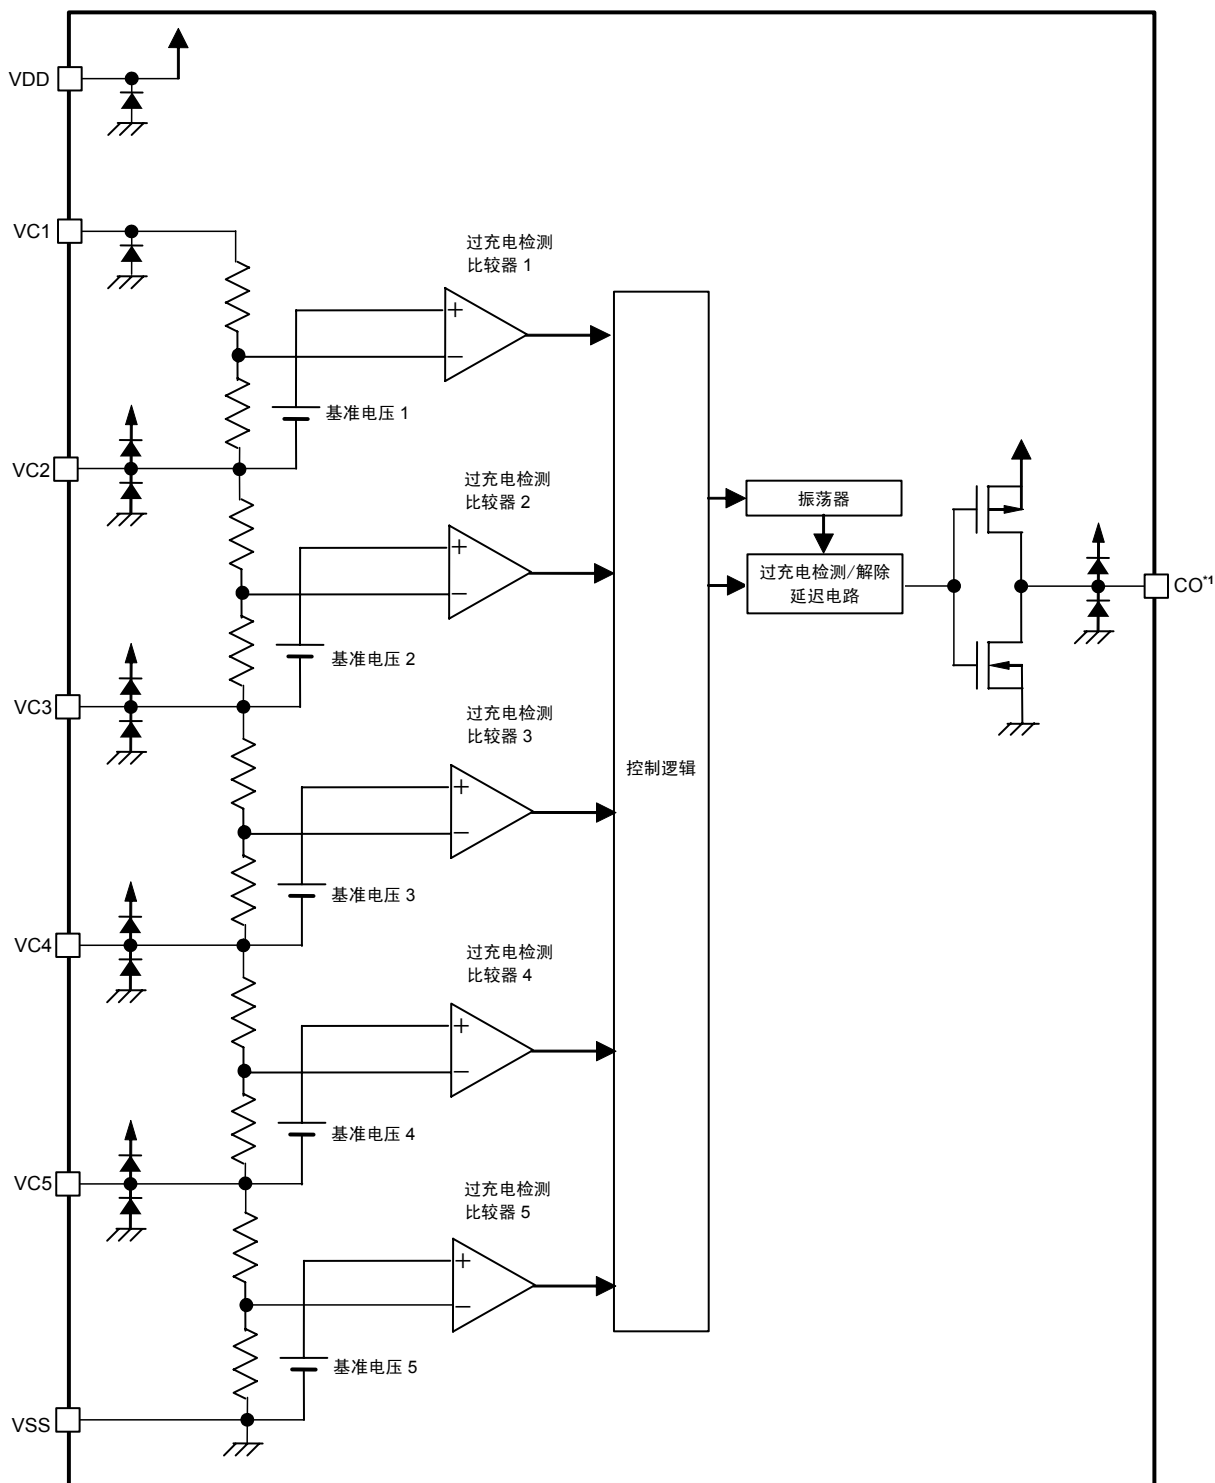 VDD
VC1
过充电检测
比较器 1
+
−
基准电压 1
VC2
过充电检测
比较器 2
+
−
振荡器
过充电检测/解除
延迟电路
CO*1
基准电压 2
VC3
过充电检测
比较器 3
控制逻辑
+
−
基准电压 3
VC4
过充电检测
比较器 4
+
−
基准电压 4
VC5
过充电检测
比较器 5
+
−
基准电压 5
VSS